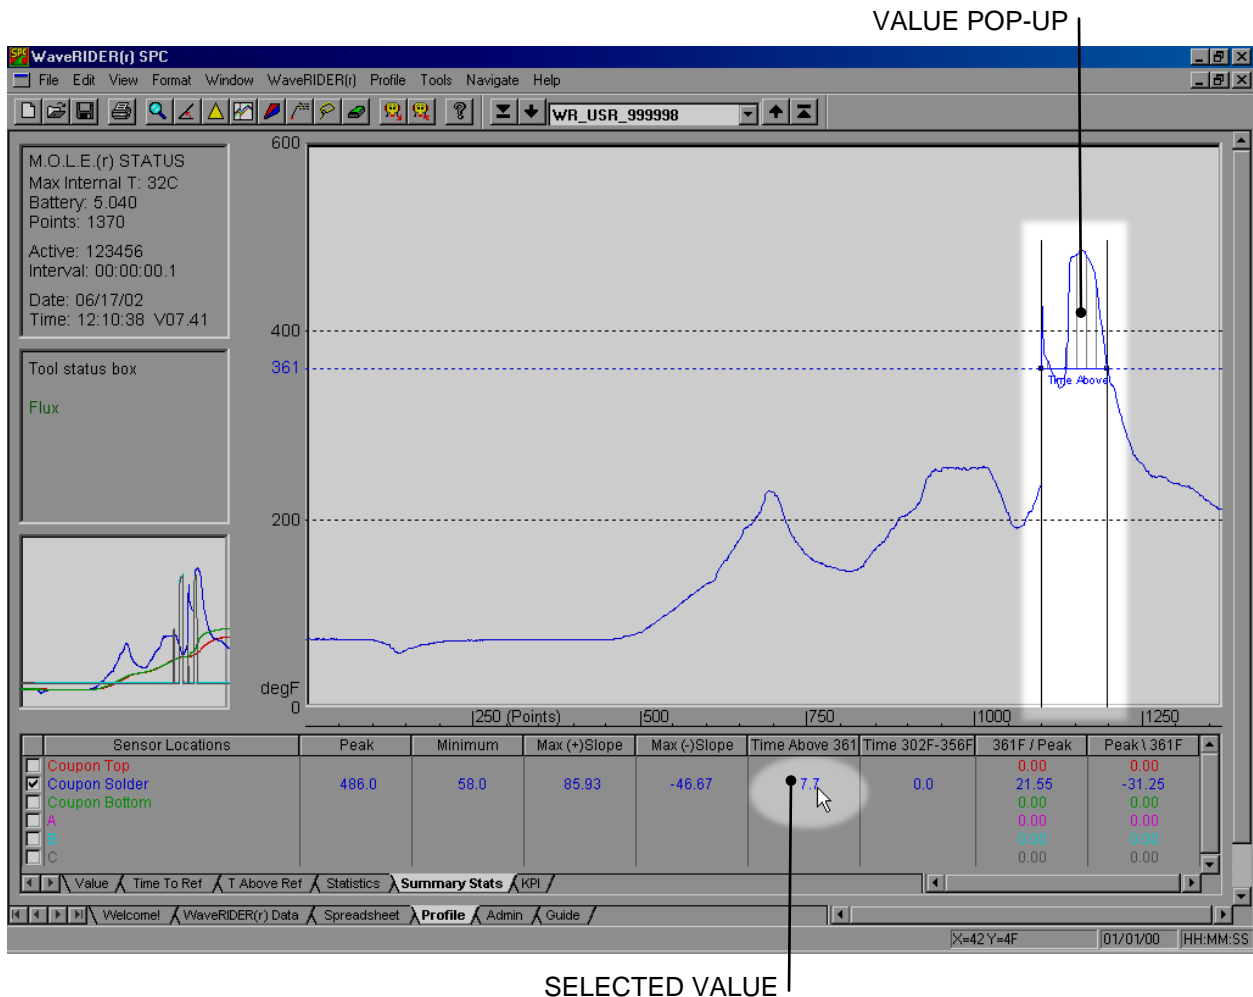 VALUE POP-UP
SPC WaveRIDER(r) SPC
File Edit View Format Window WaveRIDER(r) Profile Tools Navigate Help
WR_USR_999998
M.O.L.E.(r) STATUS
Max Internal T: 32C
Battery: 5.040
Points: 1370
Active: 123456
Interval: 00:00:00.1
Date: 06/17/02
Time: 12:10:38 V07.41
Tool status box
Flux
600
400
361
200
degF
0
Time Above
250 (Points) 500 750 1000 1250
Sensor Locations Peak Minimum Max (+)Slope Max (-)Slope Time Above 361 Time 302F-356F 361F / Peak Peak \ 361F
Coupon Top 0.00 0.00
Coupon Solder 486.0 58.0 85.93 -46.67 7.7 0.0 21.55 -31.25
Coupon Bottom 0.00 0.00
A 0.00 0.00
B 0.00 0.00
C 0.00 0.00
Value Time To Ref T Above Ref Statistics Summary Stats KPI
Welcome! WaveRIDER(r) Data Spreadsheet Profile Admin Guide
X=42 Y=4F 01/01/00 HH:MM:SS
SELECTED VALUE